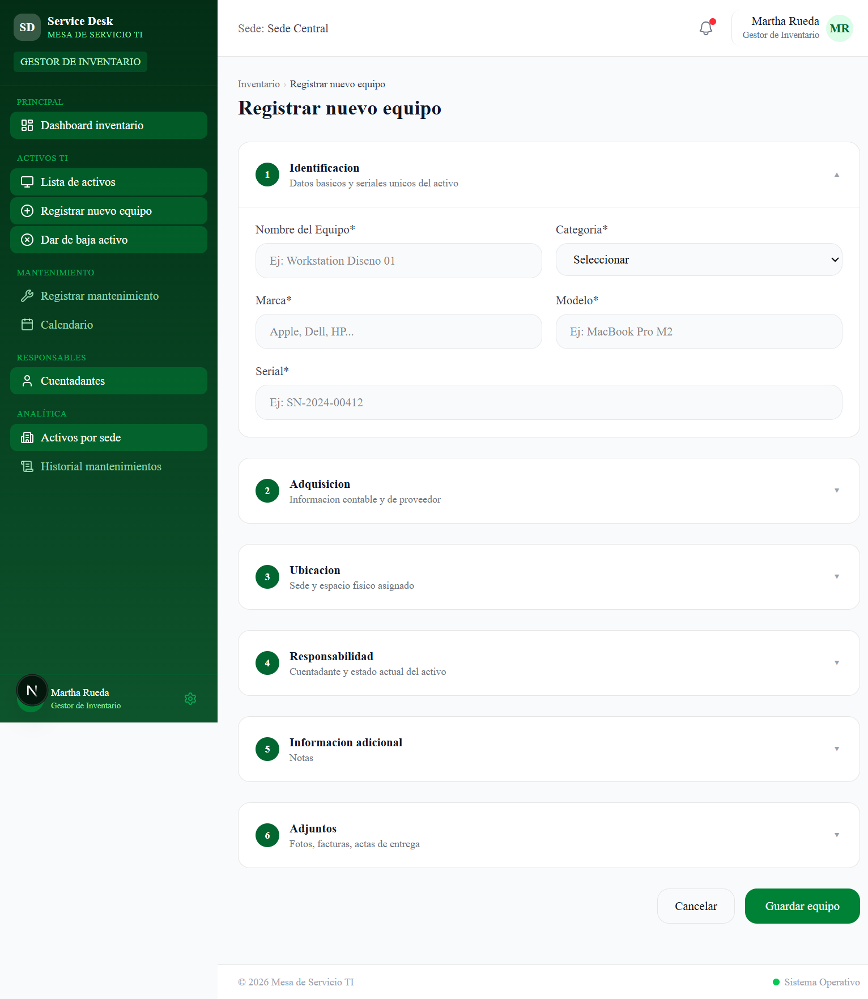 SD
Service Desk
MESA DE SERVICIO TI
GESTOR DE INVENTARIO
PRINCIPAL
Dashboard inventario
ACTIVOS TI
Lista de activos
Registrar nuevo equipo
Dar de baja activo
MANTENIMIENTO
Registrar mantenimiento
Calendario
RESPONSABLES
Cuentadantes
ANALÍTICA
Activos por sede
Historial mantenimientos
N
Martha Rueda
Gestor de Inventario
Sede: Sede Central
Martha Rueda
Gestor de Inventario
MR
Inventario › Registrar nuevo equipo
Registrar nuevo equipo
1
Identificacion
Datos basicos y seriales unicos del activo
Nombre del Equipo*
Ej: Workstation Diseno 01
Categoria*
Seleccionar
Marca*
Apple, Dell, HP...
Modelo*
Ej: MacBook Pro M2
Serial*
Ej: SN-2024-00412
2
Adquisicion
Informacion contable y de proveedor
3
Ubicacion
Sede y espacio fisico asignado
4
Responsabilidad
Cuentadante y estado actual del activo
5
Informacion adicional
Notas
6
Adjuntos
Fotos, facturas, actas de entrega
Cancelar
Guardar equipo
© 2026 Mesa de Servicio TI
Sistema Operativo